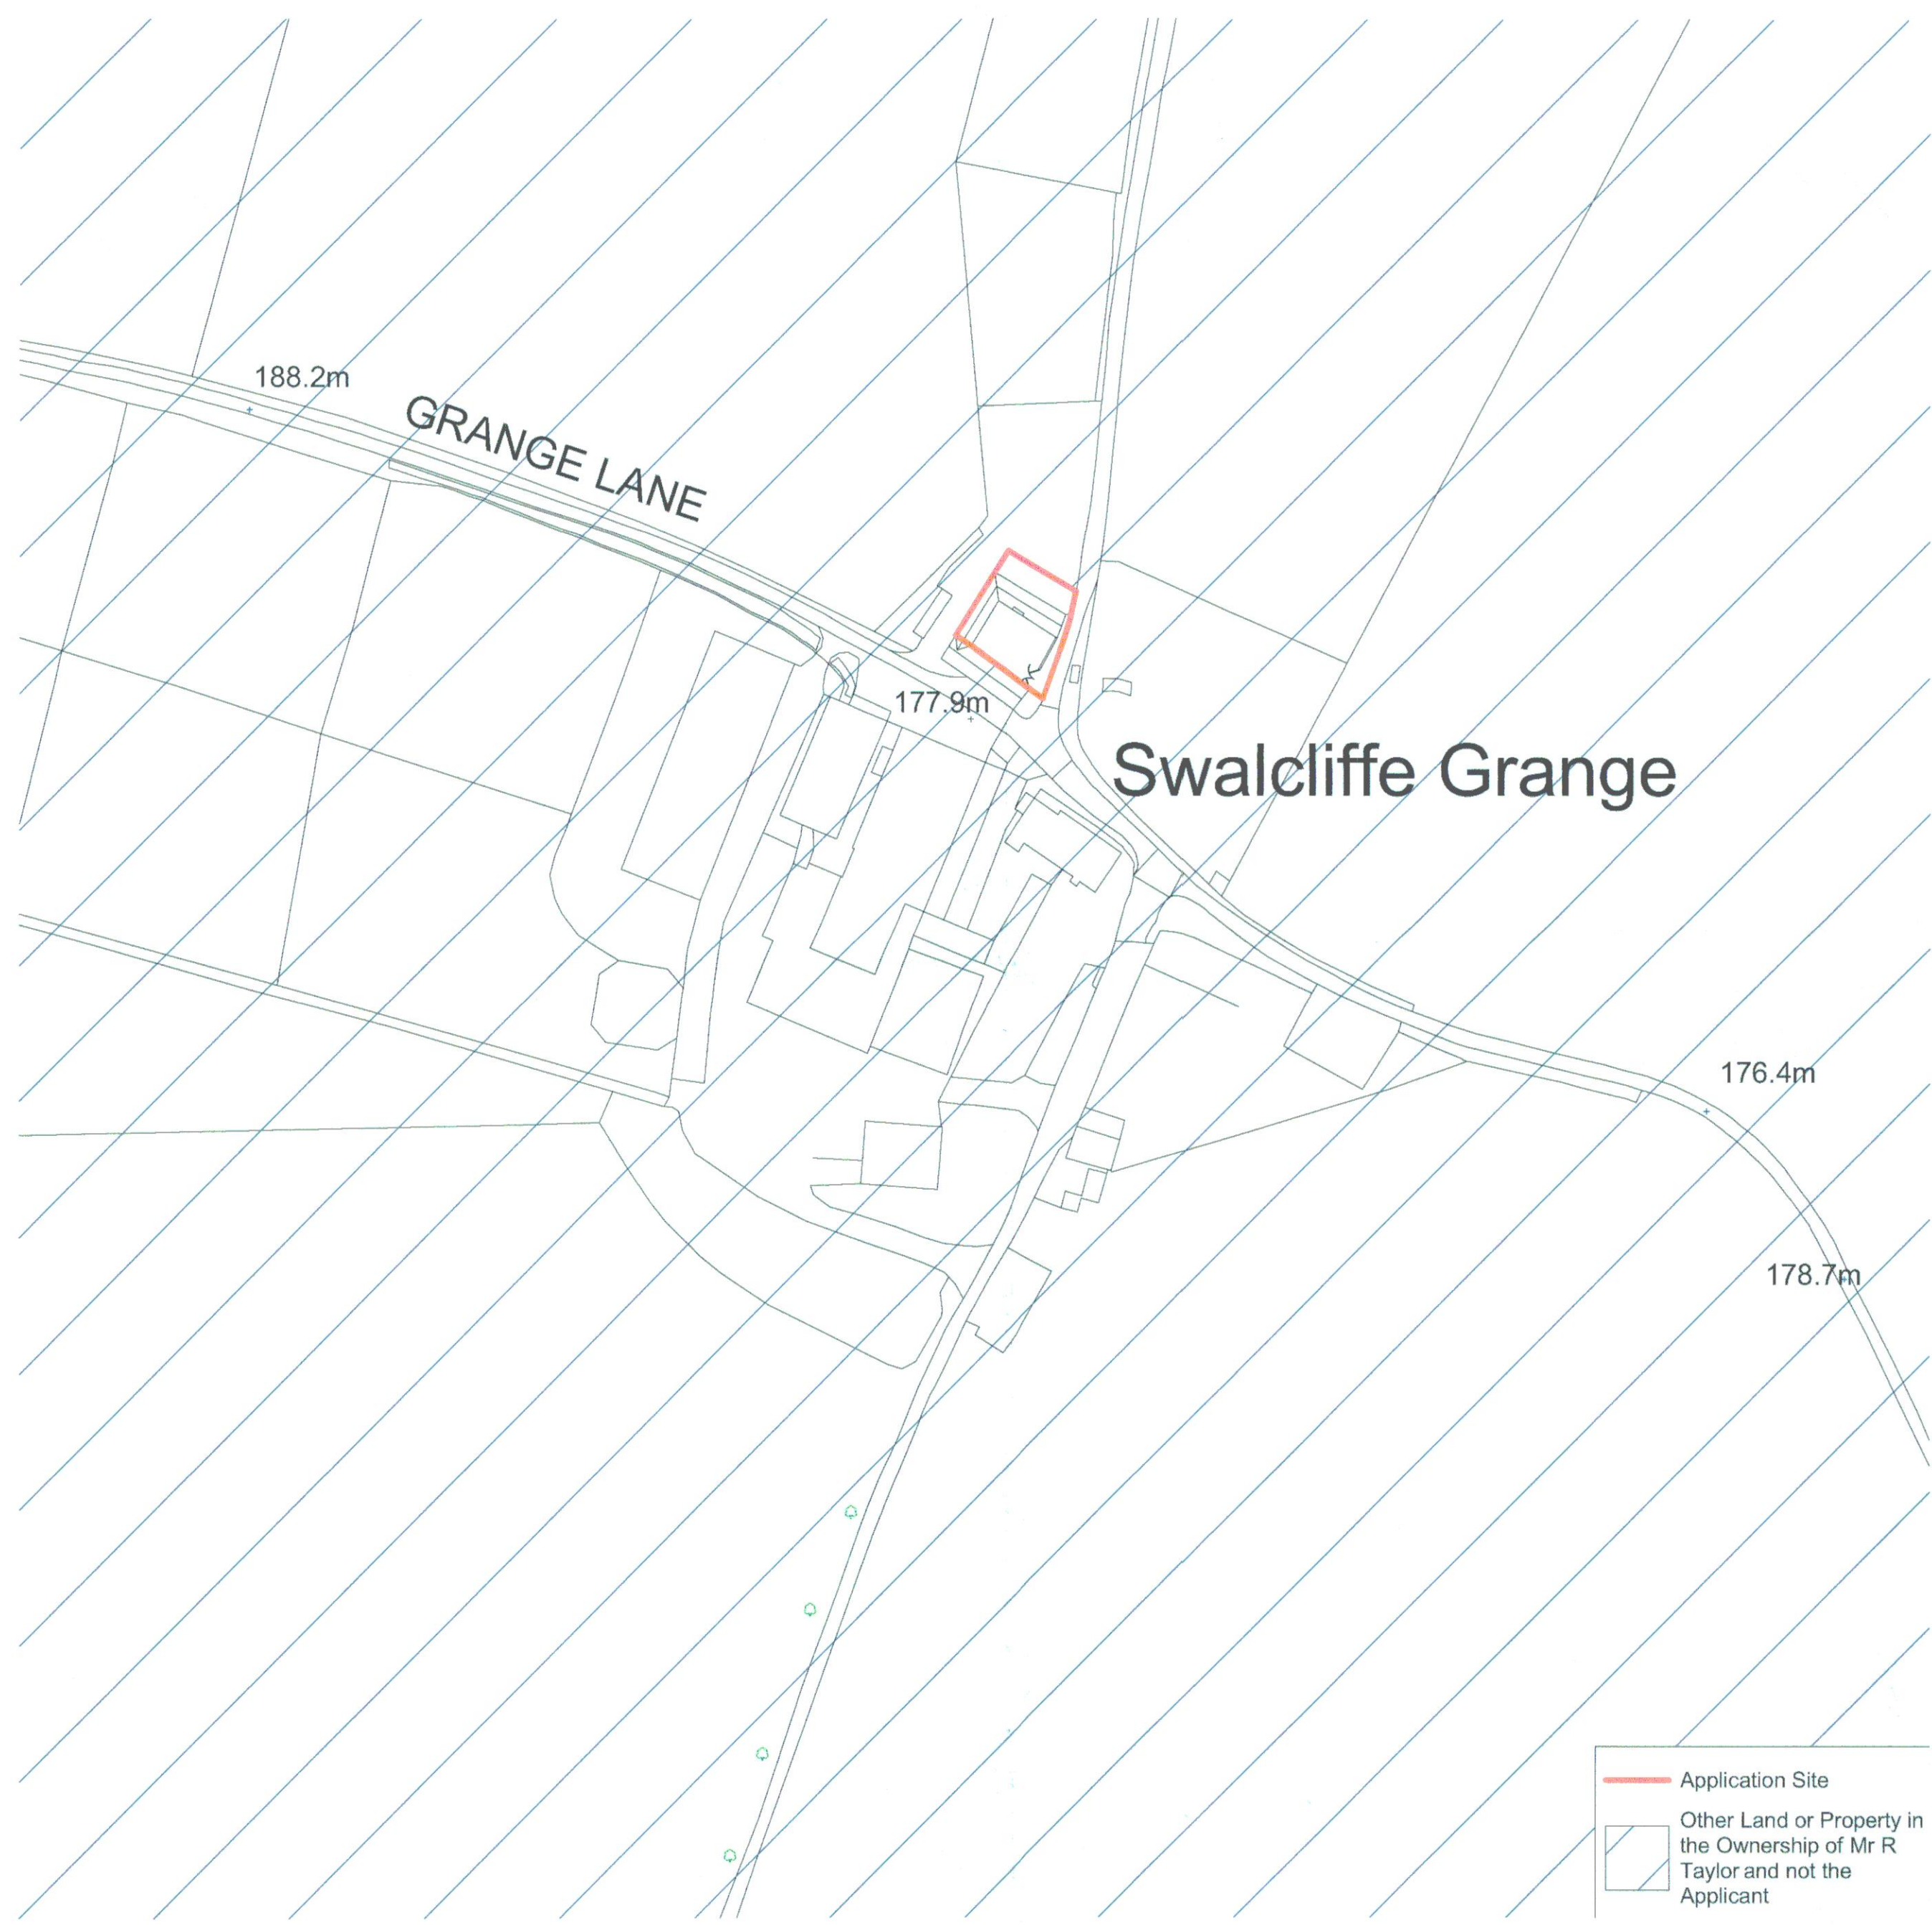 188.2m
GRANGE LANE
177.9m
Swalcliffe Grange
176.4m
178.7m
Application Site
Other Land or Property in
the Ownership of Mr R
Taylor and not the
Applicant